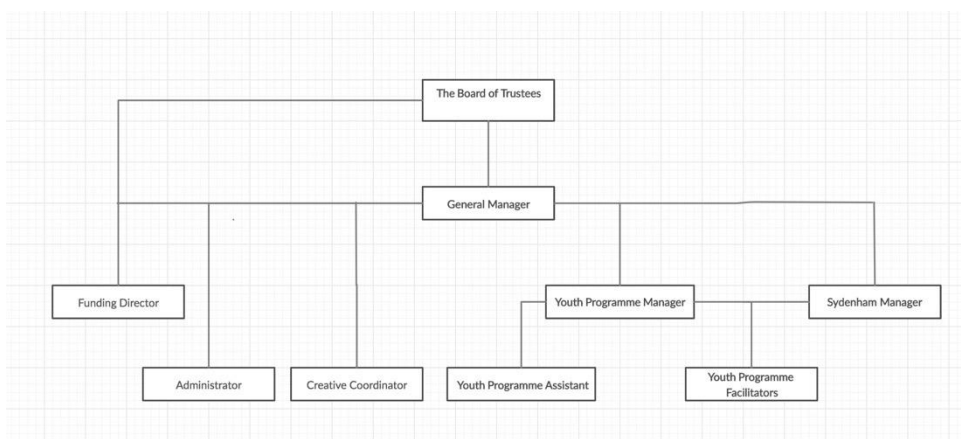 The Board of Trustees
General Manager
Funding Director
Youth Programme Manager
Sydenham Manager
Administrator
Creative Coordinator
Youth Programme Assistant
Youth Programme
Facilitators